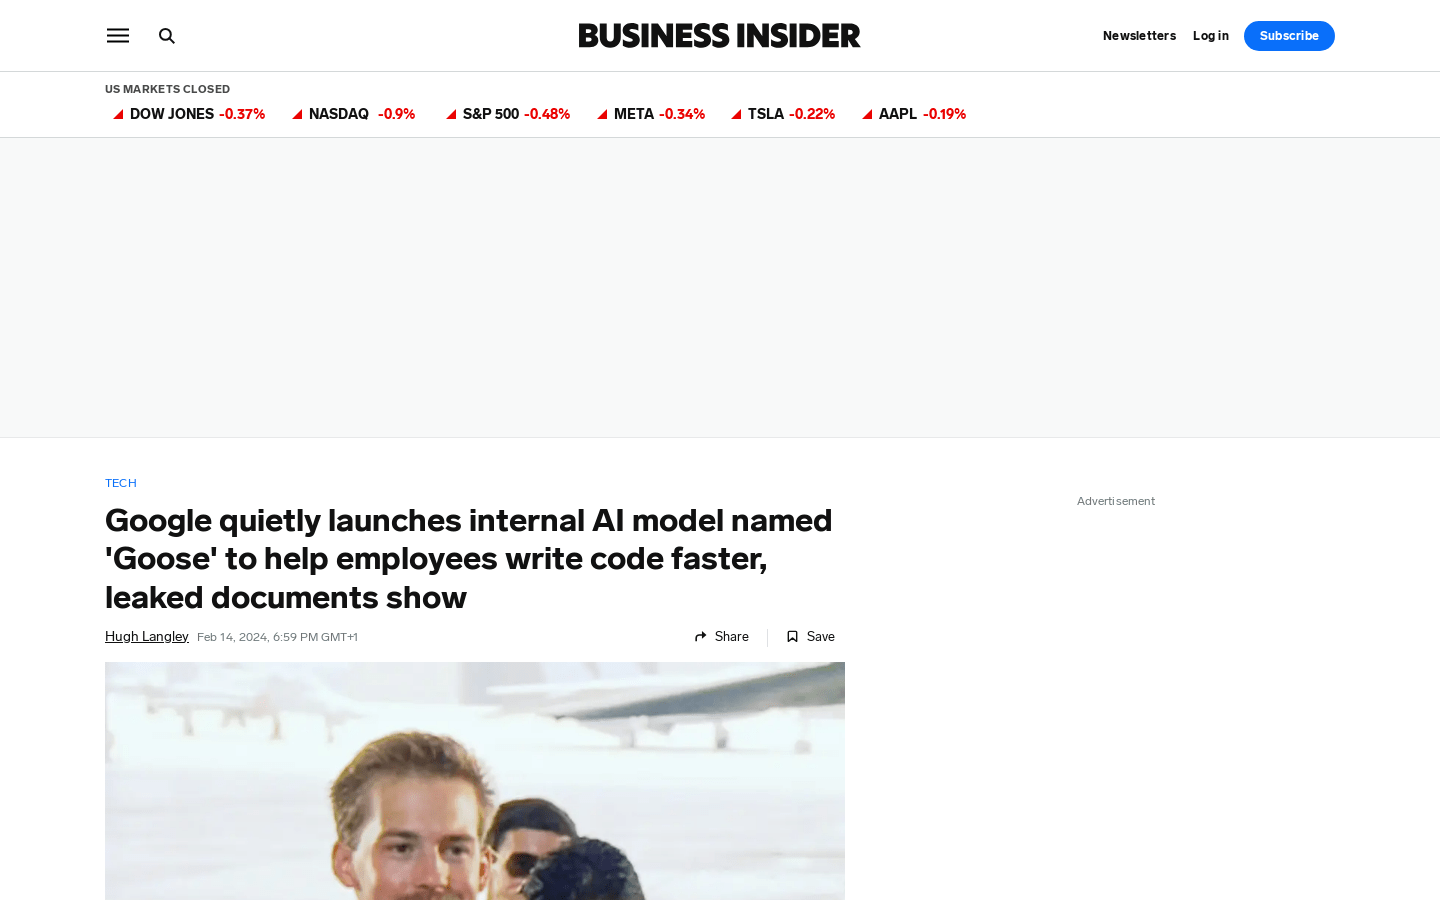 BUSINESS INSIDER
Newsletters Log in Subscribe
US MARKETS CLOSED
DOW JONES -0.37% NASDAQ -0.9% S&P 500 -0.48% META -0.34% TSLA -0.22% AAPL -0.19%
TECH
Advertisement
Google quietly launches internal AI model named
'Goose' to help employees write code faster,
leaked documents show
Hugh Langley Feb 14, 2024, 6:59 PM GMT+1 Share Save